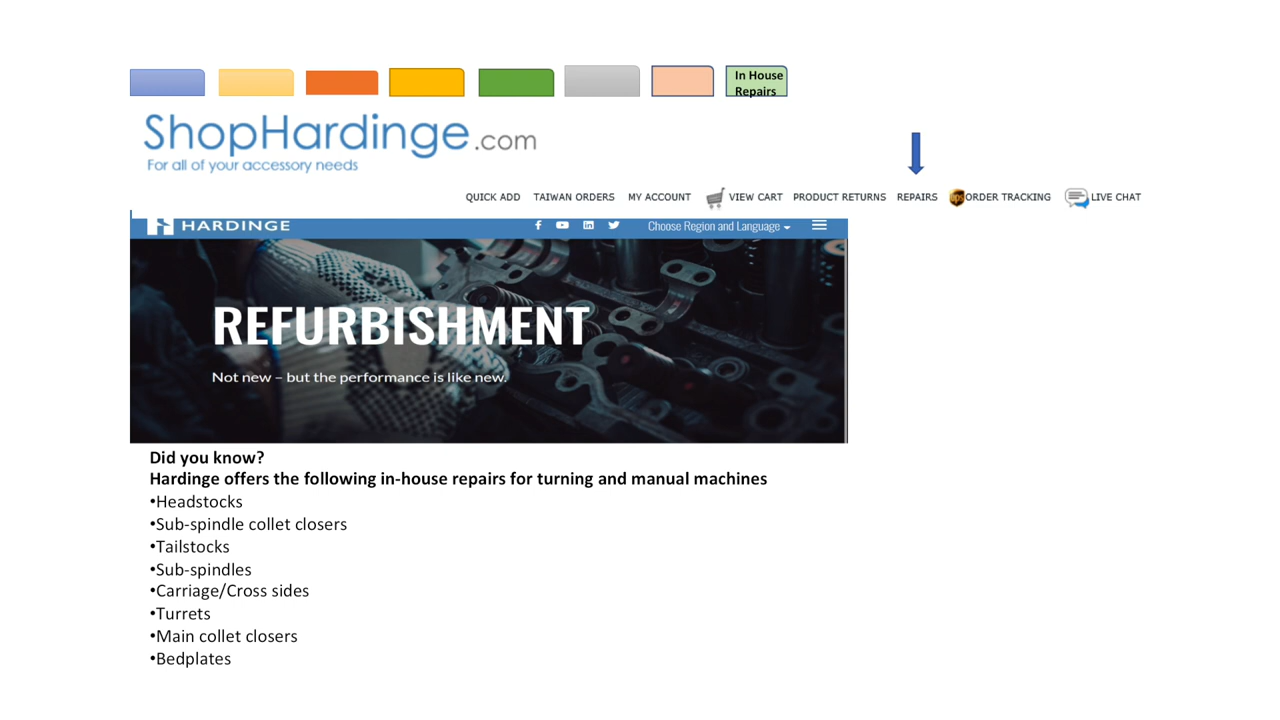 In House
Repairs
ShopHardinge.com
For all of your accessory needs
QUICK ADD TAIWAN ORDERS MY ACCOUNT VIEW CART PRODUCT RETURNS REPAIRS ups ORDER TRACKING LIVE CHAT
HARDINGE Choose Region and Language
REFURBISHMENT
Not new – but the performance is like new.
Did you know?
Hardinge offers the following in-house repairs for turning and manual machines
•Headstocks
•Sub-spindle collet closers
•Tailstocks
•Sub-spindles
•Carriage/Cross sides
•Turrets
•Main collet closers
•Bedplates